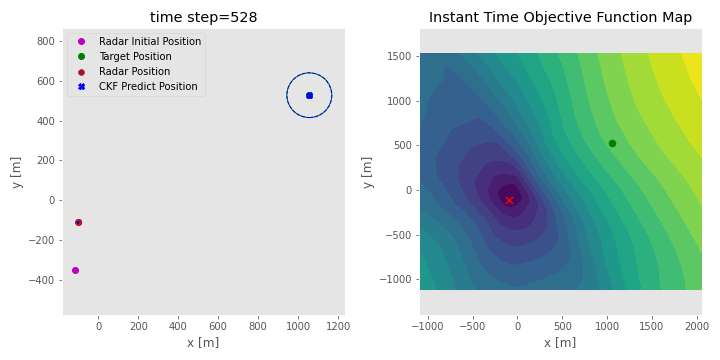 time step=528
Radar Initial Position
Target Position
Radar Position
CKF Predict Position
800
600
400
200
0
−200
−400
y [m]
0 200 400 600 800 1000 1200
x [m]
Instant Time Objective Function Map
1500
1000
500
0
−500
−1000
y [m]
−1000 −500 0 500 1000 1500 2000
x [m]